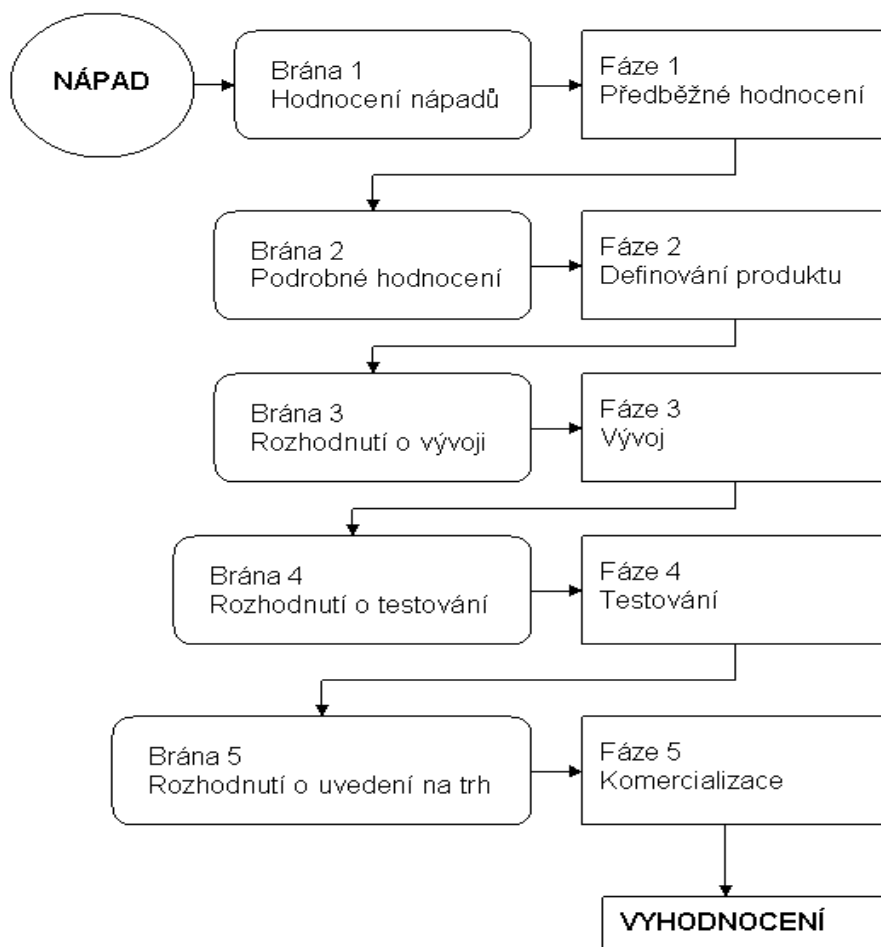 NÁPAD
Brána 1
Hodnocení nápadů
Fáze 1
Předběžné hodnocení
Brána 2
Podrobné hodnocení
Fáze 2
Definování produktu
Brána 3
Rozhodnutí o vývoji
Fáze 3
Vývoj
Brána 4
Rozhodnutí o testování
Fáze 4
Testování
Brána 5
Rozhodnutí o uvedení na trh
Fáze 5
Komercializace
VYHODNOCENÍ